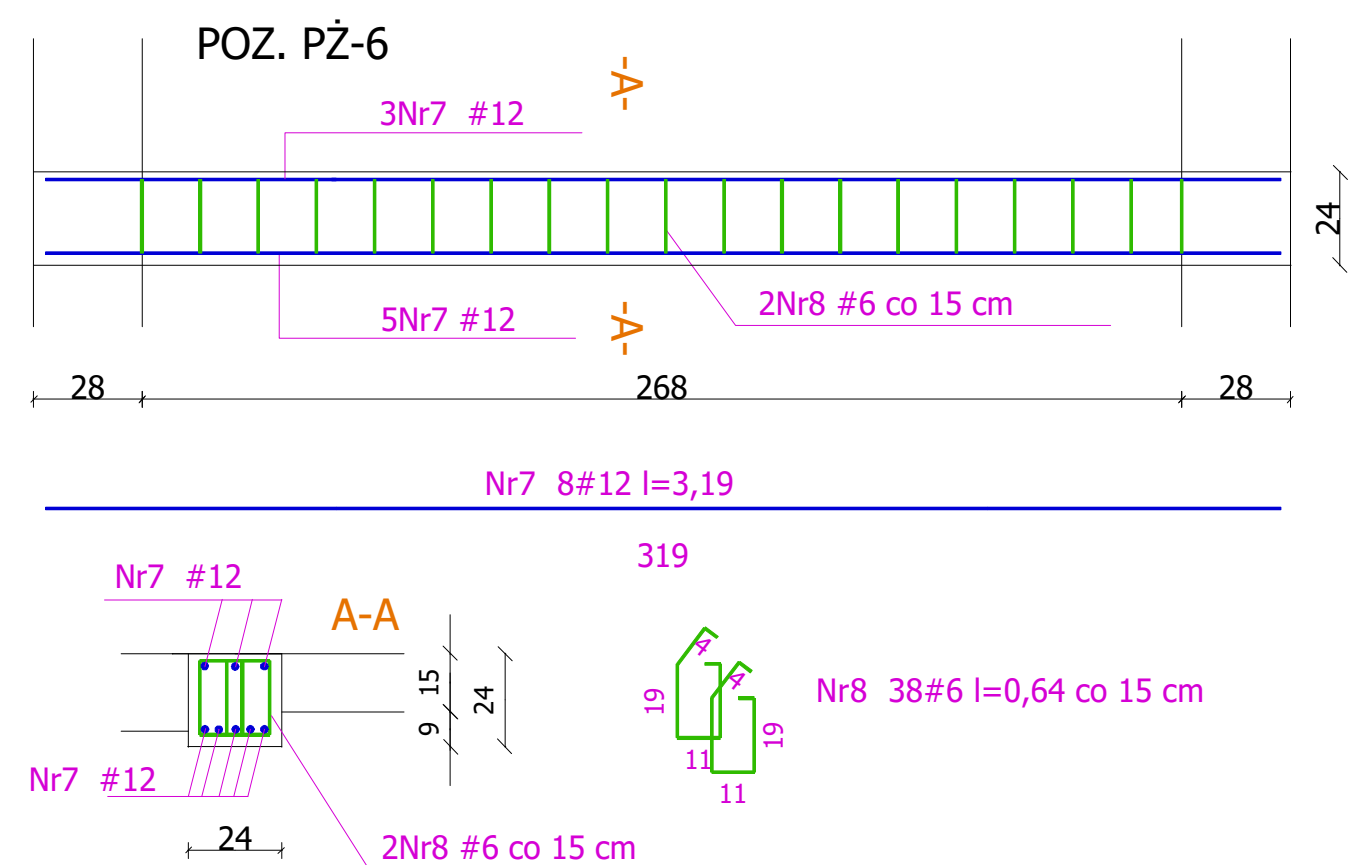 POZ. PŻ-6
-A-
3Nr7 #12
24
5Nr7 #12
-A-
2Nr8 #6 co 15 cm
28
268
28
Nr7 8#12 l=3,19
319
Nr7 #12
A-A
15
9
24
4
4
19
19
11
11
Nr8 38#6 l=0,64 co 15 cm
Nr7 #12
24
2Nr8 #6 co 15 cm